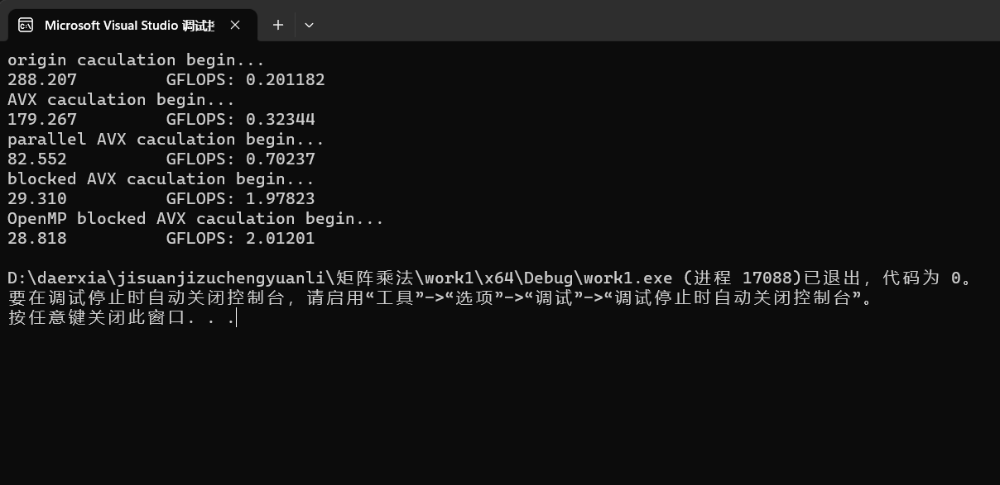 Microsoft Visual Studio 调试
origin caculation begin...
288.207 GFLOPS: 0.201182
AVX caculation begin...
179.267 GFLOPS: 0.32344
parallel AVX caculation begin...
82.552 GFLOPS: 0.70237
blocked AVX caculation begin...
29.310 GFLOPS: 1.97823
OpenMP blocked AVX caculation begin...
28.818 GFLOPS: 2.01201
D:\daerxia\jisuanjizuchengyuanli\矩阵乘法\work1\x64\Debug\work1.exe (进程 17088)已退出，代码为 0。
要在调试停止时自动关闭控制台，请启用“工具”->“选项”->“调试”->“调试停止时自动关闭控制台”。
按任意键关闭此窗口. . .